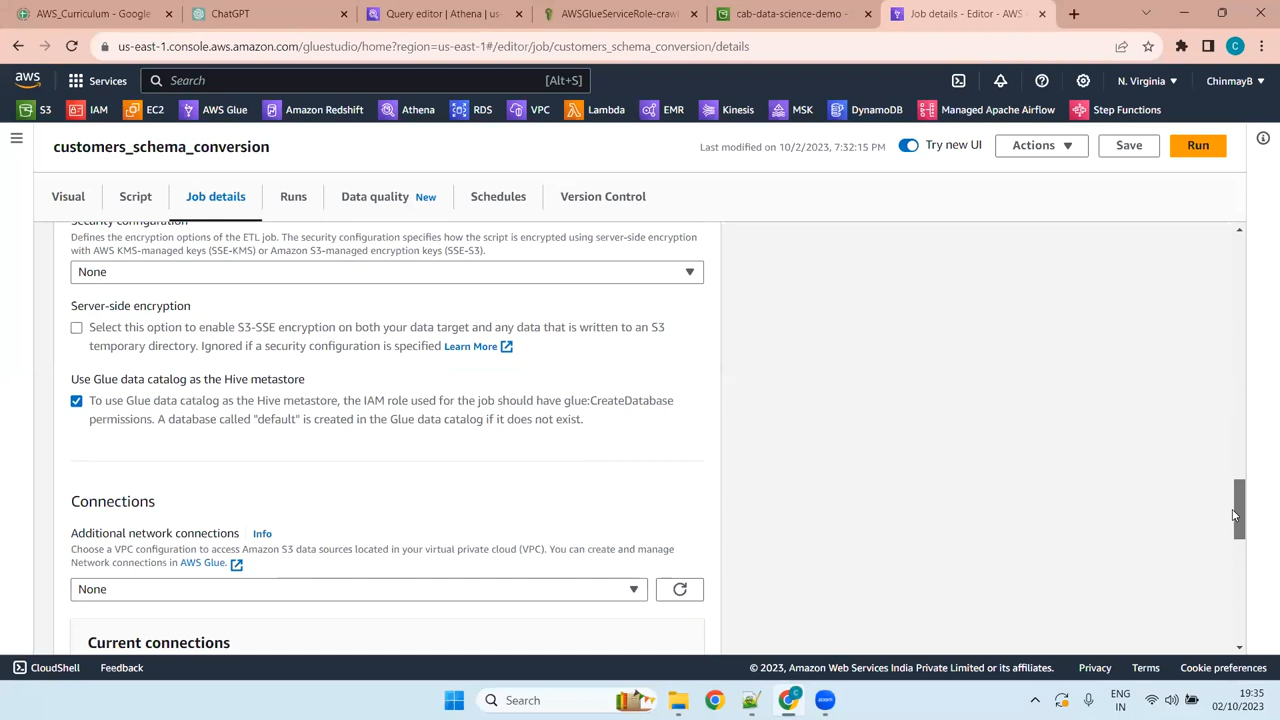 AWS_Curriculum - Google
ChatGPT
Query editor | Athena | us-
AWSGlueServiceRole-crawl
cab-data-science-demo -
Job details - Editor - AWS
us-east-1.console.aws.amazon.com/gluestudio/home?region=us-east-1#/editor/job/customers_schema_conversion/details
C
aws
Services
Search
[Alt+S]
N. Virginia
ChinmayB
S3
IAM
EC2
AWS Glue
Amazon Redshift
Athena
RDS
VPC
Lambda
EMR
Kinesis
MSK
DynamoDB
Managed Apache Airflow
Step Functions
customers_schema_conversion
Last modified on 10/2/2023, 7:32:15 PM
Try new UI
Actions
Save
Run
Visual
Script
Job details
Runs
Data quality New
Schedules
Version Control
Security configuration
Defines the encryption options of the ETL job. The security configuration specifies how the script is encrypted using server-side encryption
with AWS KMS-managed keys (SSE-KMS) or Amazon S3-managed encryption keys (SSE-S3).
None
Server-side encryption
Select this option to enable S3-SSE encryption on both your data target and any data that is written to an S3
temporary directory. Ignored if a security configuration is specified Learn More
Use Glue data catalog as the Hive metastore
To use Glue data catalog as the Hive metastore, the IAM role used for the job should have glue:CreateDatabase
permissions. A database called "default" is created in the Glue data catalog if it does not exist.
Connections
Additional network connections Info
Choose a VPC configuration to access Amazon S3 data sources located in your virtual private cloud (VPC). You can create and manage
Network connections in AWS Glue.
None
Current connections
CloudShell
Feedback
© 2023, Amazon Web Services India Private Limited or its affiliates.
Privacy
Terms
Cookie preferences
Search
ENG
IN
19:35
02/10/2023